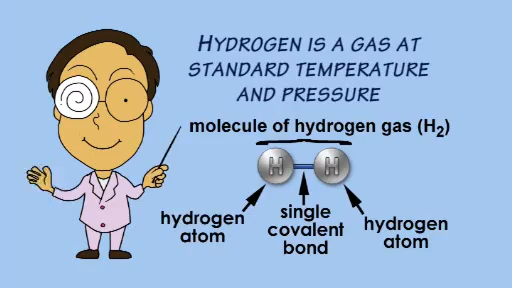 HYDROGEN IS A GAS AT
STANDARD TEMPERATURE
AND PRESSURE
molecule of hydrogen gas (H₂)
H H
hydrogen
atom
single
covalent
bond
hydrogen
atom